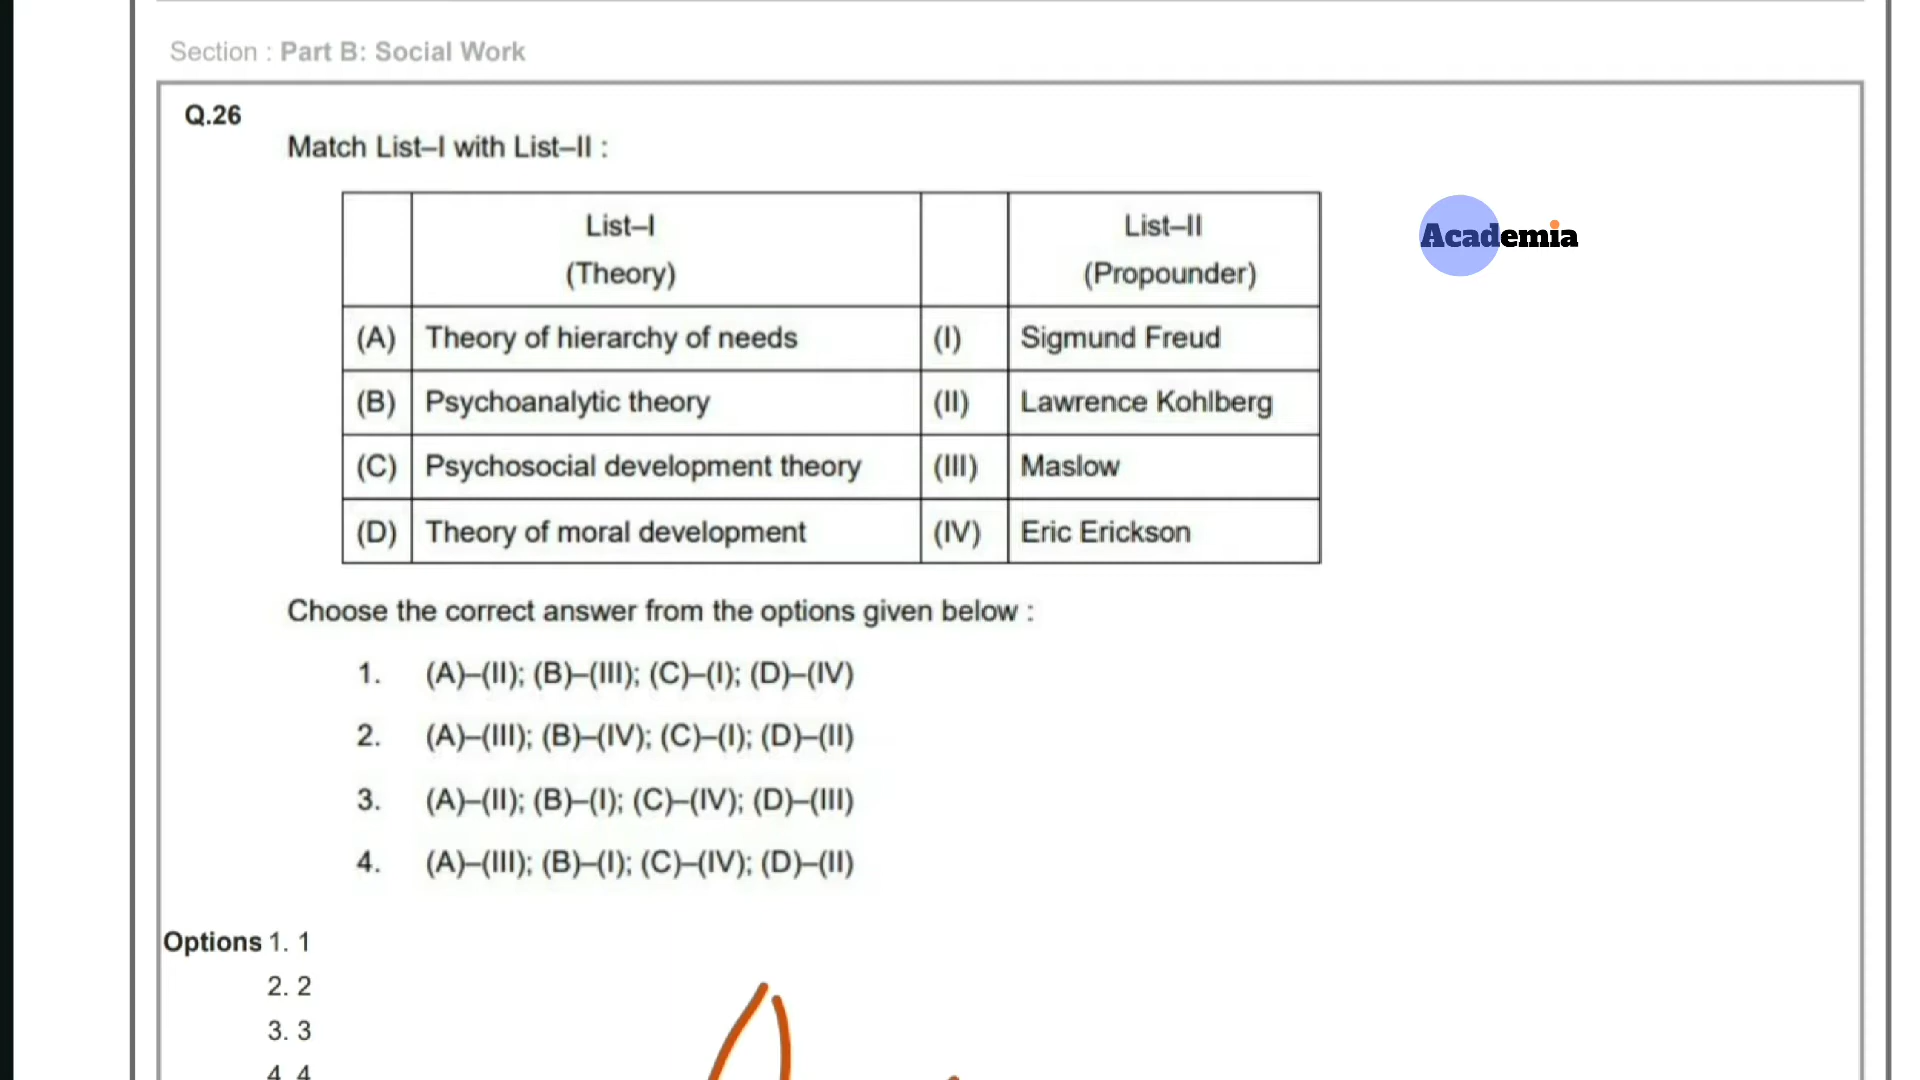 Section : Part B: Social Work
Q.26
Match List–I with List–II :
List–I List–II
(Theory) (Propounder)
(A) Theory of hierarchy of needs (I) Sigmund Freud
(B) Psychoanalytic theory (II) Lawrence Kohlberg
(C) Psychosocial development theory (III) Maslow
(D) Theory of moral development (IV) Eric Erickson
Academia
Choose the correct answer from the options given below :
1. (A)–(II); (B)–(III); (C)–(I); (D)–(IV)
2. (A)–(III); (B)–(IV); (C)–(I); (D)–(II)
3. (A)–(II); (B)–(I); (C)–(IV); (D)–(III)
4. (A)–(III); (B)–(I); (C)–(IV); (D)–(II)
Options 1. 1
2. 2
3. 3
4. 4